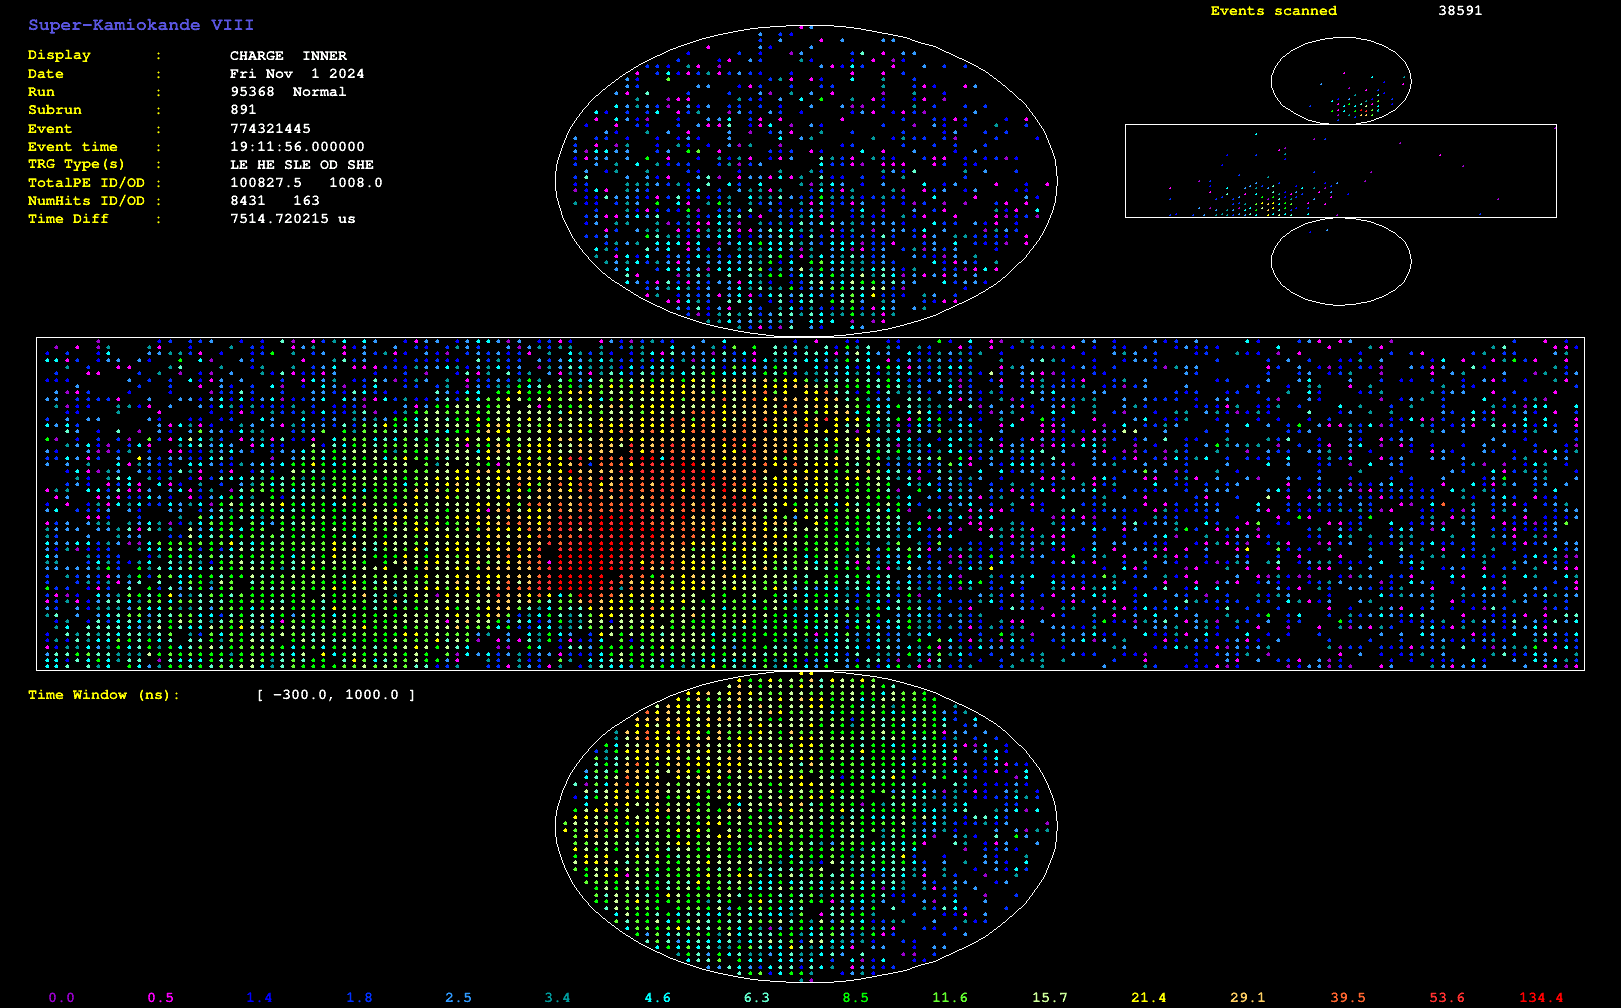 Super-Kamiokande VIII
Events scanned 38591
Display : CHARGE INNER
Date : Fri Nov 1 2024
Run : 95368 Normal
Subrun : 891
Event : 774321445
Event time : 19:11:56.000000
TRG Type(s) : LE HE SLE OD SHE
TotalPE ID/OD : 100827.5 1008.0
NumHits ID/OD : 8431 163
Time Diff : 7514.720215 us
Time Window (ns): [ −300.0, 1000.0 ]
0.0 0.5 1.4 1.8 2.5 3.4 4.6 6.3 8.5 11.6 15.7 21.4 29.1 39.5 53.6 134.4